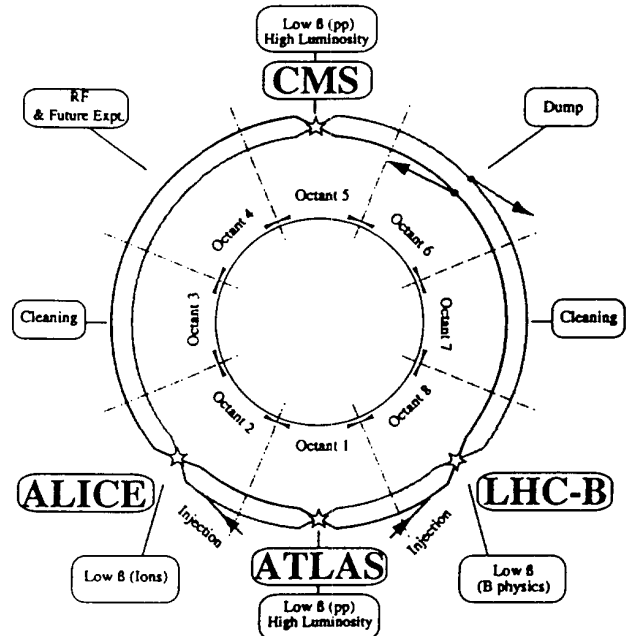 Low ß (pp)
High Luminosity
CMS
RF
& Future Expt.
Dump
Octant 5
Octant 4
Octant 6
Octant 3
Octant 7
Cleaning
Cleaning
Octant 2
Octant 8
Octant 1
ALICE
LHC-B
Injection
Injection
ATLAS
Low ß (Ions)
Low ß
(B physics)
Low ß (pp)
High Luminosity